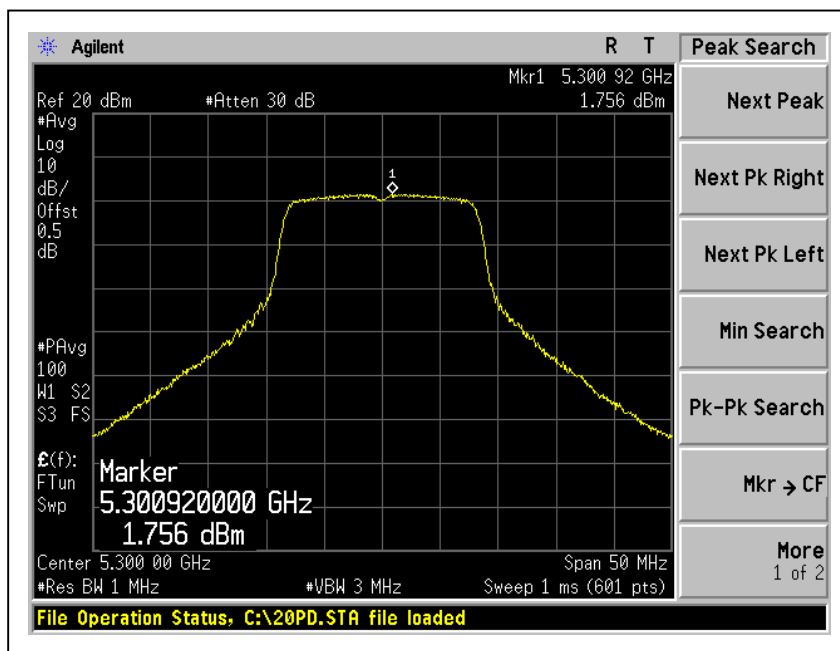 Agilent R T Peak Search
Mkr1 5.300 92 GHz
Ref 20 dBm #Atten 30 dB 1.756 dBm
Next Peak
#Avg
Log
10
dB/
Offst
0.5
dB
1
Next Pk Right
Next Pk Left
Min Search
#PAvg
100
W1 S2
S3 FS
Pk-Pk Search
£(f):
FTun
Swp
Marker
5.300920000 GHz
1.756 dBm
Mkr → CF
Center 5.300 00 GHz Span 50 MHz
#Res BW 1 MHz #VBW 3 MHz Sweep 1 ms (601 pts)
More
1 of 2
File Operation Status, C:\20PD.STA file loaded